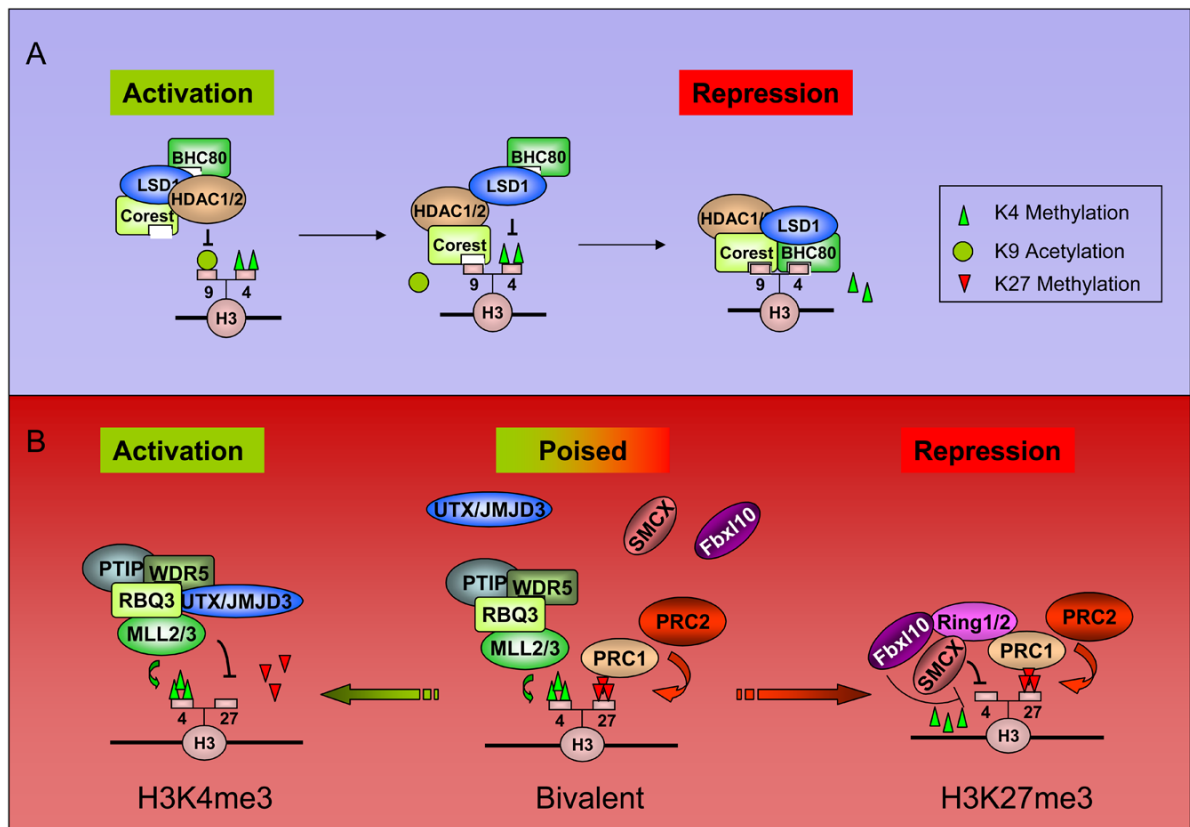 A
Activation
Repression
BHC80
LSD1
HDAC1/2
Corest
9 4
H3
BHC80
LSD1
HDAC1/2
Corest
9 4
H3
HDAC1/
LSD1
Corest
BHC80
9 4
H3
K4 Methylation
K9 Acetylation
K27 Methylation
B
Activation
Poised
Repression
PTIP
WDR5
RBQ3
UTX/JMJD3
MLL2/3
4 27
H3
H3K4me3
UTX/JMJD3
SMCX
Fbxl10
PTIP
WDR5
RBQ3
MLL2/3
PRC2
PRC1
4 27
H3
Bivalent
Fbxl10
Ring1/2
SMCX
PRC1
PRC2
4 27
H3
H3K27me3